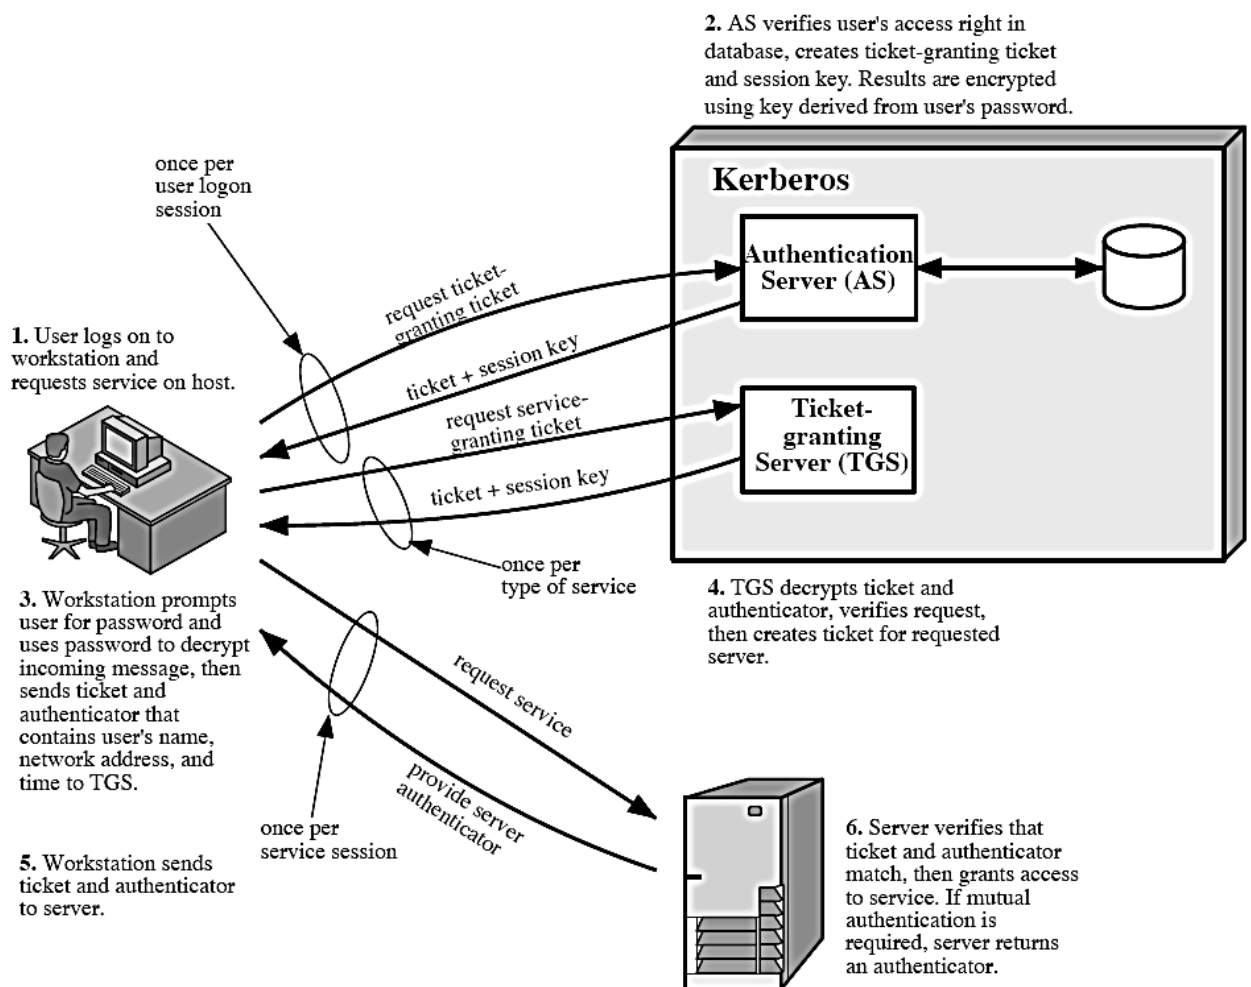 2. AS verifies user's access right in
database, creates ticket-granting ticket
and session key. Results are encrypted
using key derived from user's password.
once per
user logon
session
Kerberos
Authentication
Server (AS)
request ticket-
granting ticket
1. User logs on to
workstation and
requests service on host.
ticket + session key
request service-
granting ticket
Ticket-
granting
Server (TGS)
ticket + session key
once per
type of service
3. Workstation prompts
user for password and
uses password to decrypt
incoming message, then
sends ticket and
authenticator that
contains user's name,
network address, and
time to TGS.
4. TGS decrypts ticket and
authenticator, verifies request,
then creates ticket for requested
server.
request service
provide server
authenticator
once per
service session
5. Workstation sends
ticket and authenticator
to server.
6. Server verifies that
ticket and authenticator
match, then grants access
to service. If mutual
authentication is
required, server returns
an authenticator.